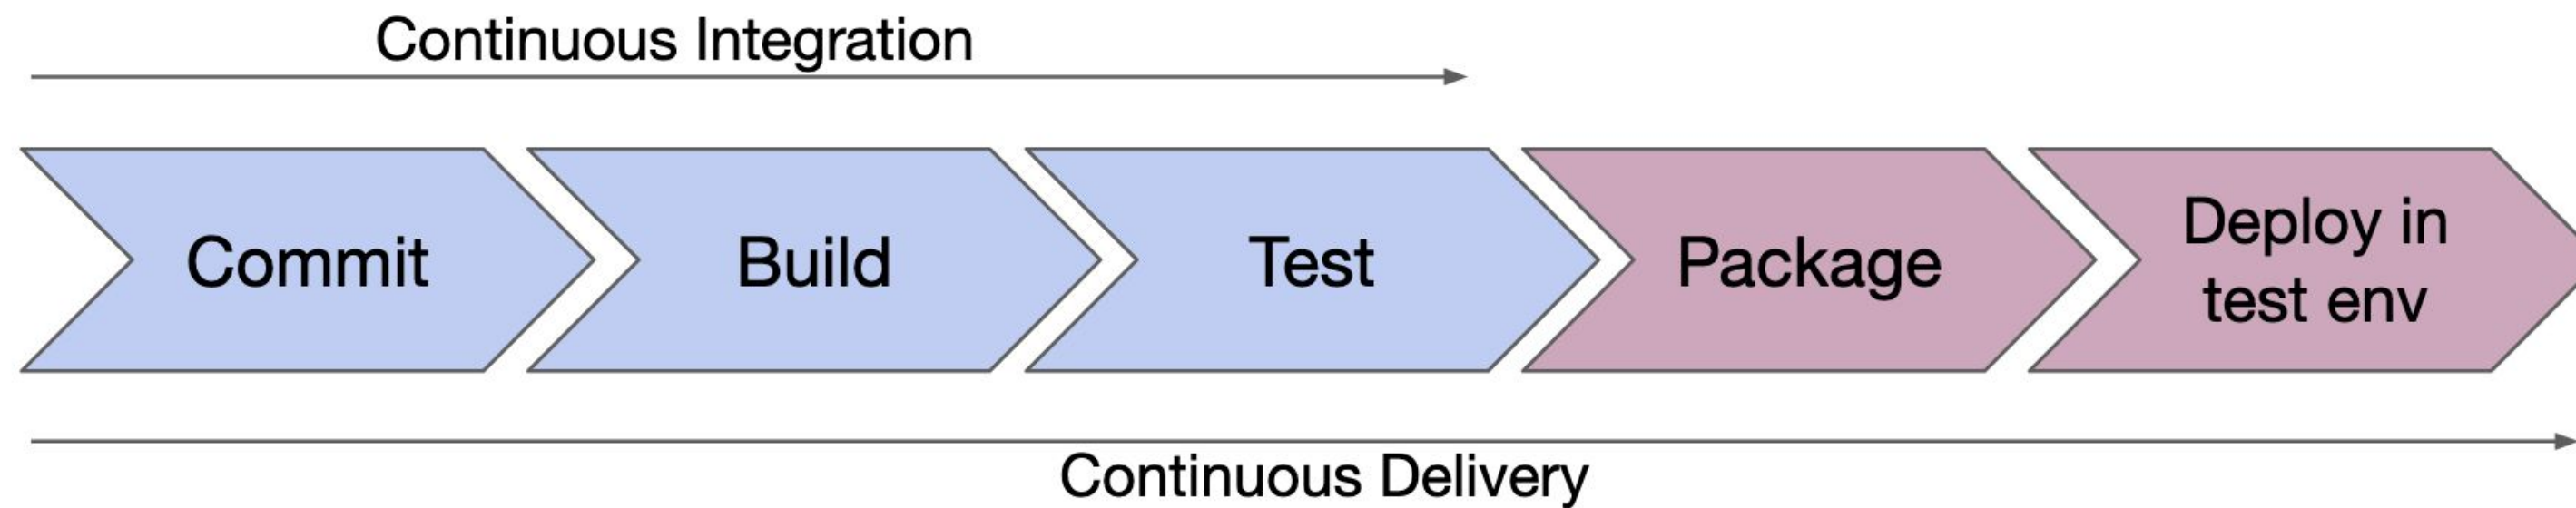 Continuous Integration
Commit
Build
Test
Package
Deploy in
test env
Continuous Delivery